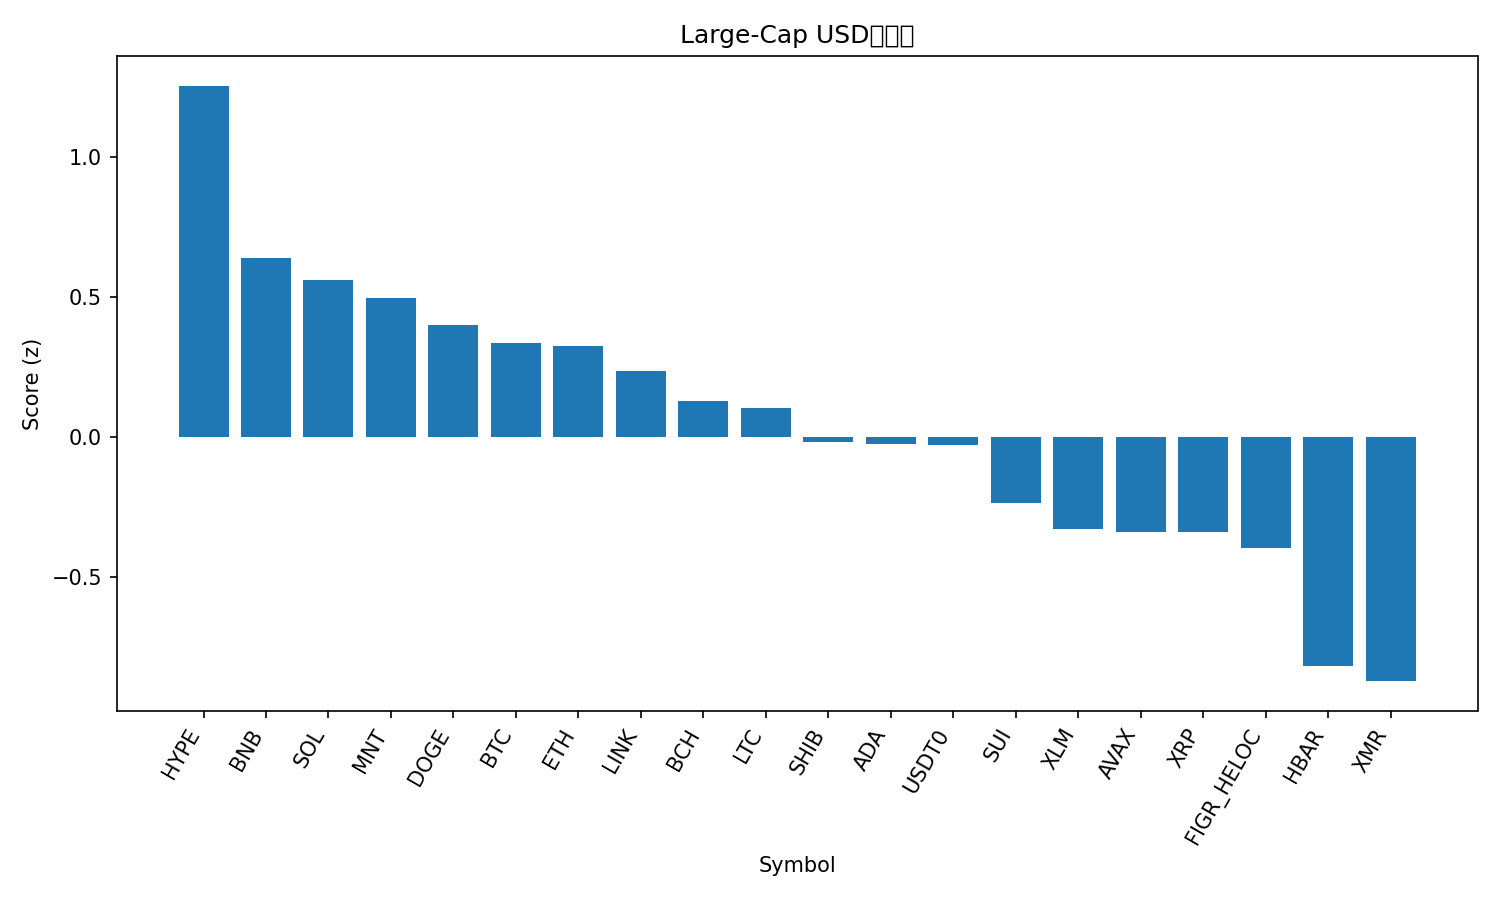 Large-Cap USD
Score (z)
1.0
0.5
0.0
−0.5
HYPE
BNB
SOL
MNT
DOGE
BTC
ETH
LINK
BCH
LTC
SHIB
ADA
USDT0
SUI
XLM
AVAX
XRP
FIGR_HELOC
HBAR
XMR
Symbol